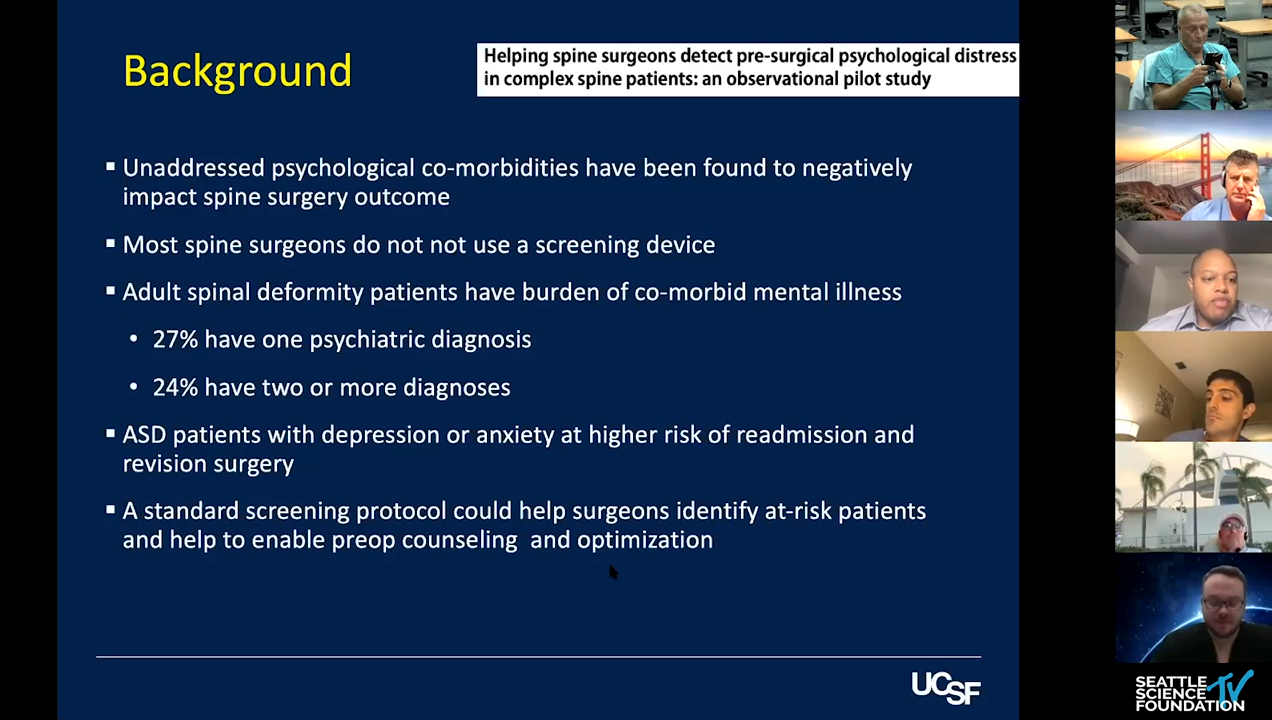 Background
Helping spine surgeons detect pre-surgical psychological distress
in complex spine patients: an observational pilot study
Unaddressed psychological co-morbidities have been found to negatively
impact spine surgery outcome
Most spine surgeons do not not use a screening device
Adult spinal deformity patients have burden of co-morbid mental illness
27% have one psychiatric diagnosis
24% have two or more diagnoses
ASD patients with depression or anxiety at higher risk of readmission and
revision surgery
A standard screening protocol could help surgeons identify at-risk patients
and help to enable preop counseling  and optimization
UCSF
SEATTLE
SCIENCE
FOUNDATION
TV